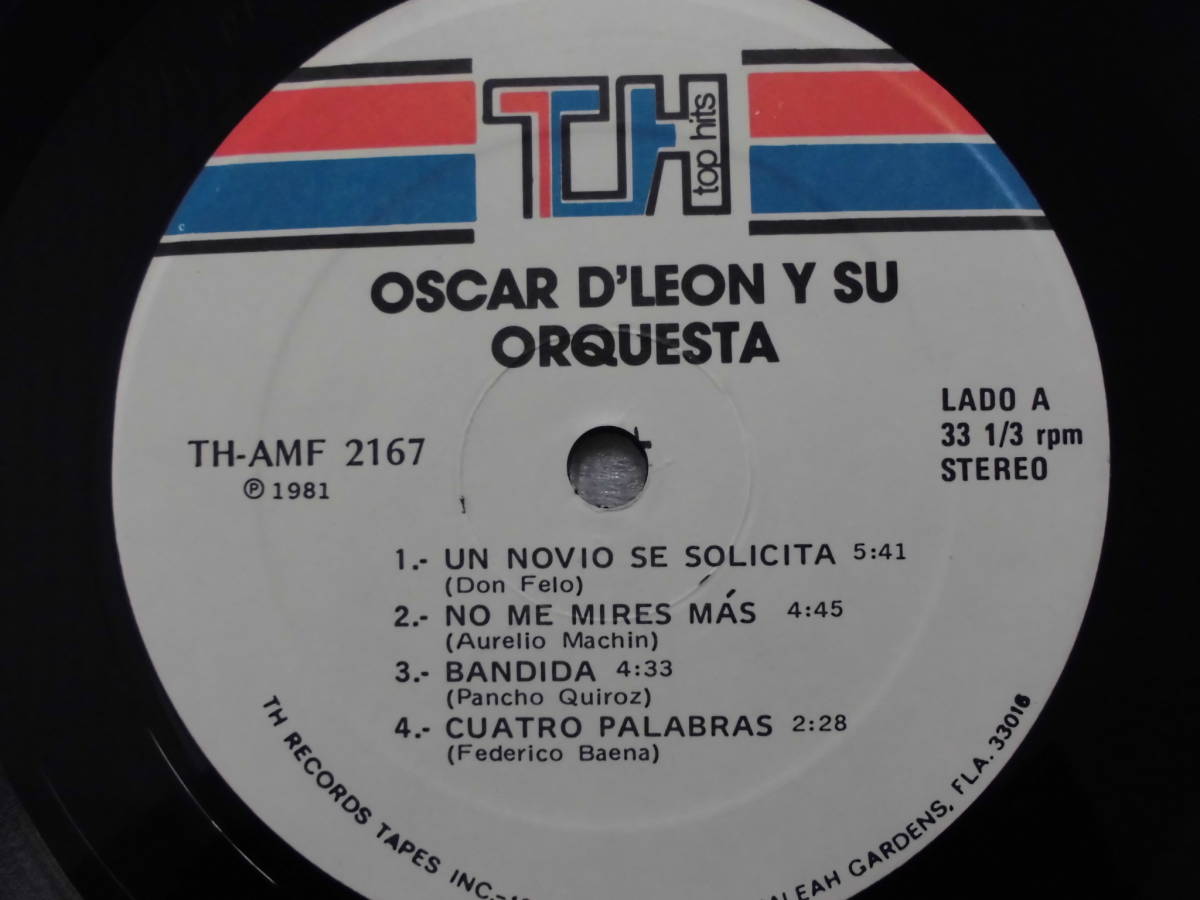 TH
top hits
OSCAR D'LEON Y SU
ORQUESTA
LADO A
33 1/3 rpm
STEREO
TH-AMF 2167
℗ 1981
1.- UN NOVIO SE SOLICITA 5:41
(Don Felo)
2.- NO ME MIRES MÁS 4:45
(Aurelio Machin)
3.- BANDIDA 4:33
(Pancho Quiroz)
4.- CUATRO PALABRAS 2:28
(Federico Baena)
TH RECORDS TAPES INC.- GARDENS, FLA. 33016